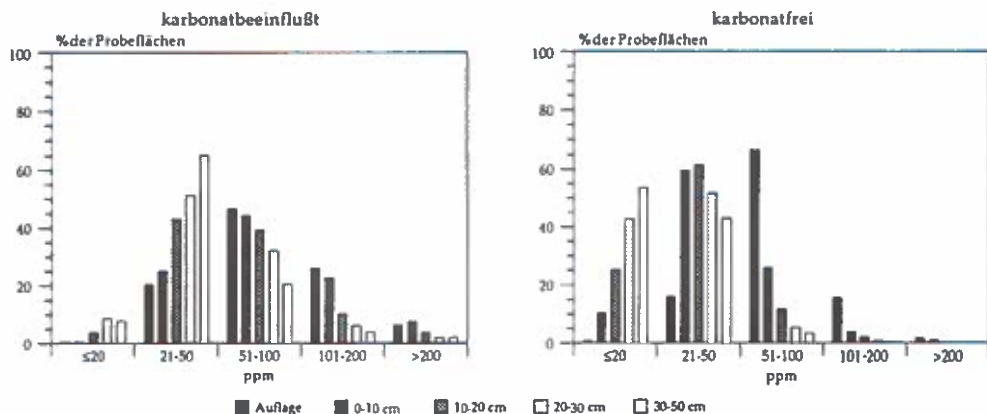 karbonatbeeinflußt
%der Probeflächen
100
80
60
40
20
0
≤20 21-50 51-100 101-200 >200
ppm
karbonatfrei
%der Probeflächen
100
80
60
40
20
0
≤20 21-50 51-100 101-200 >200
ppm
Auflage 0-10 cm 10-20 cm 20-30 cm 30-50 cm